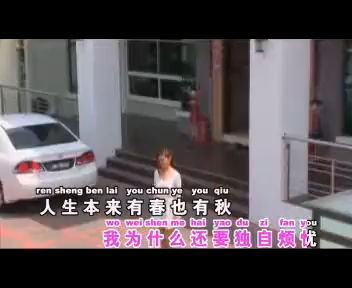 ren sheng ben lai you chun ye you qiu
人生本来有春也有秋
wo wei shen me hai yao du zi fan you
我为什么还要独自烦忧